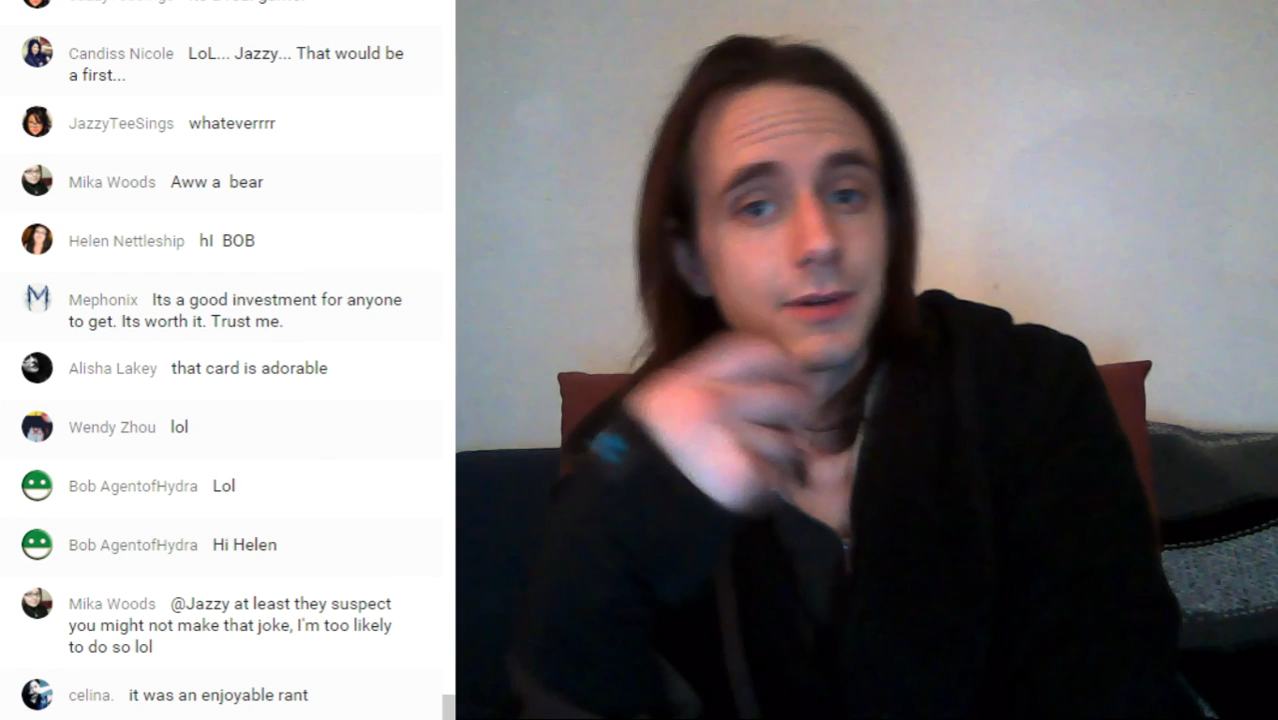 Candiss Nicole LoL... Jazzy... That would be
a first...
JazzyTeeSings whateverrrr
Mika Woods Aww a bear
Helen Nettleship hI BOB
Mephonix Its a good investment for anyone
to get. Its worth it. Trust me.
Alisha Lakey that card is adorable
Wendy Zhou lol
Bob AgentofHydra Lol
Bob AgentofHydra Hi Helen
Mika Woods @Jazzy at least they suspect
you might not make that joke, I'm too likely
to do so lol
celina. it was an enjoyable rant